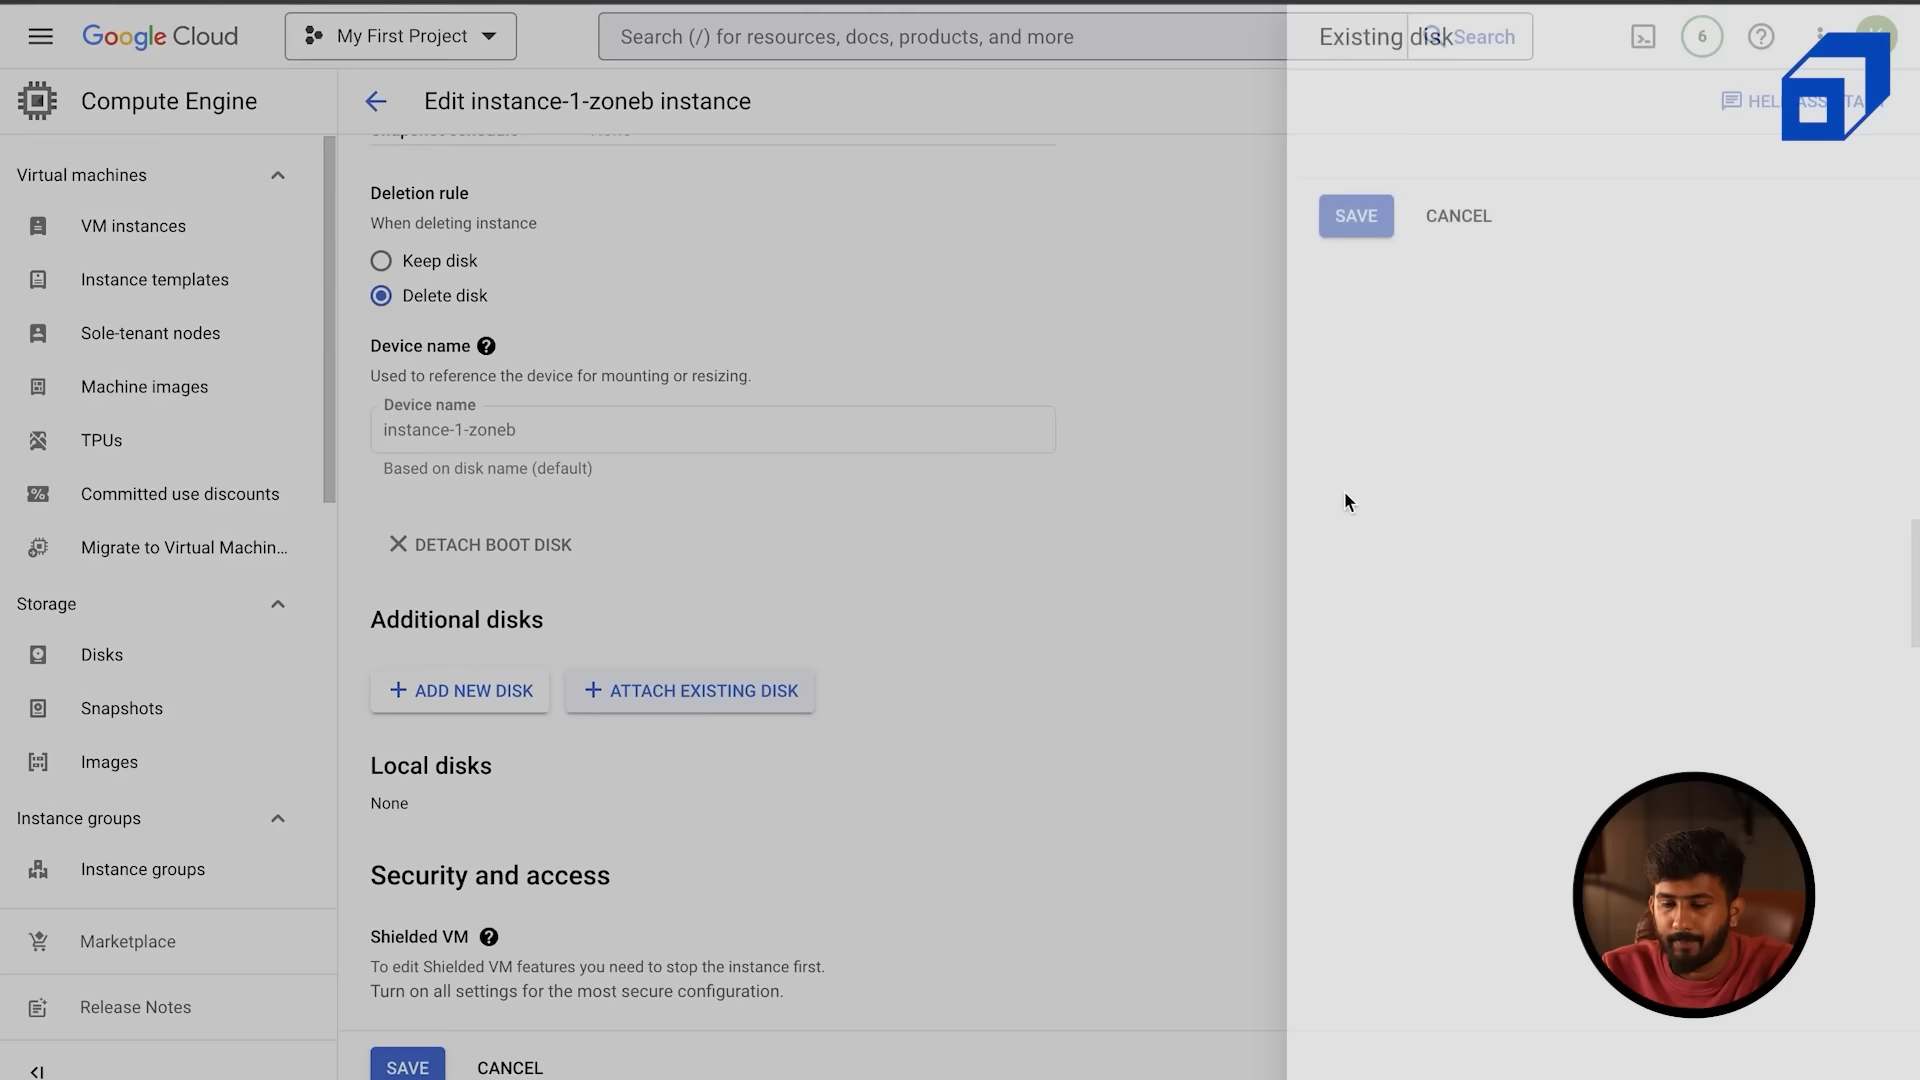 Google Cloud
My First Project
Search (/) for resources, docs, products, and more
Existing disk
Search
6
Compute Engine
Edit instance-1-zoneb instance
Virtual machines
VM instances
Instance templates
Sole-tenant nodes
Machine images
TPUs
Committed use discounts
Migrate to Virtual Machin...
Storage
Disks
Snapshots
Images
Instance groups
Instance groups
Marketplace
Release Notes
Deletion rule
When deleting instance
Keep disk
Delete disk
Device name
Used to reference the device for mounting or resizing.
Device name
instance-1-zoneb
Based on disk name (default)
DETACH BOOT DISK
Additional disks
ADD NEW DISK
ATTACH EXISTING DISK
Local disks
None
Security and access
Shielded VM
To edit Shielded VM features you need to stop the instance first.
Turn on all settings for the most secure configuration.
SAVE
CANCEL
SAVE
CANCEL